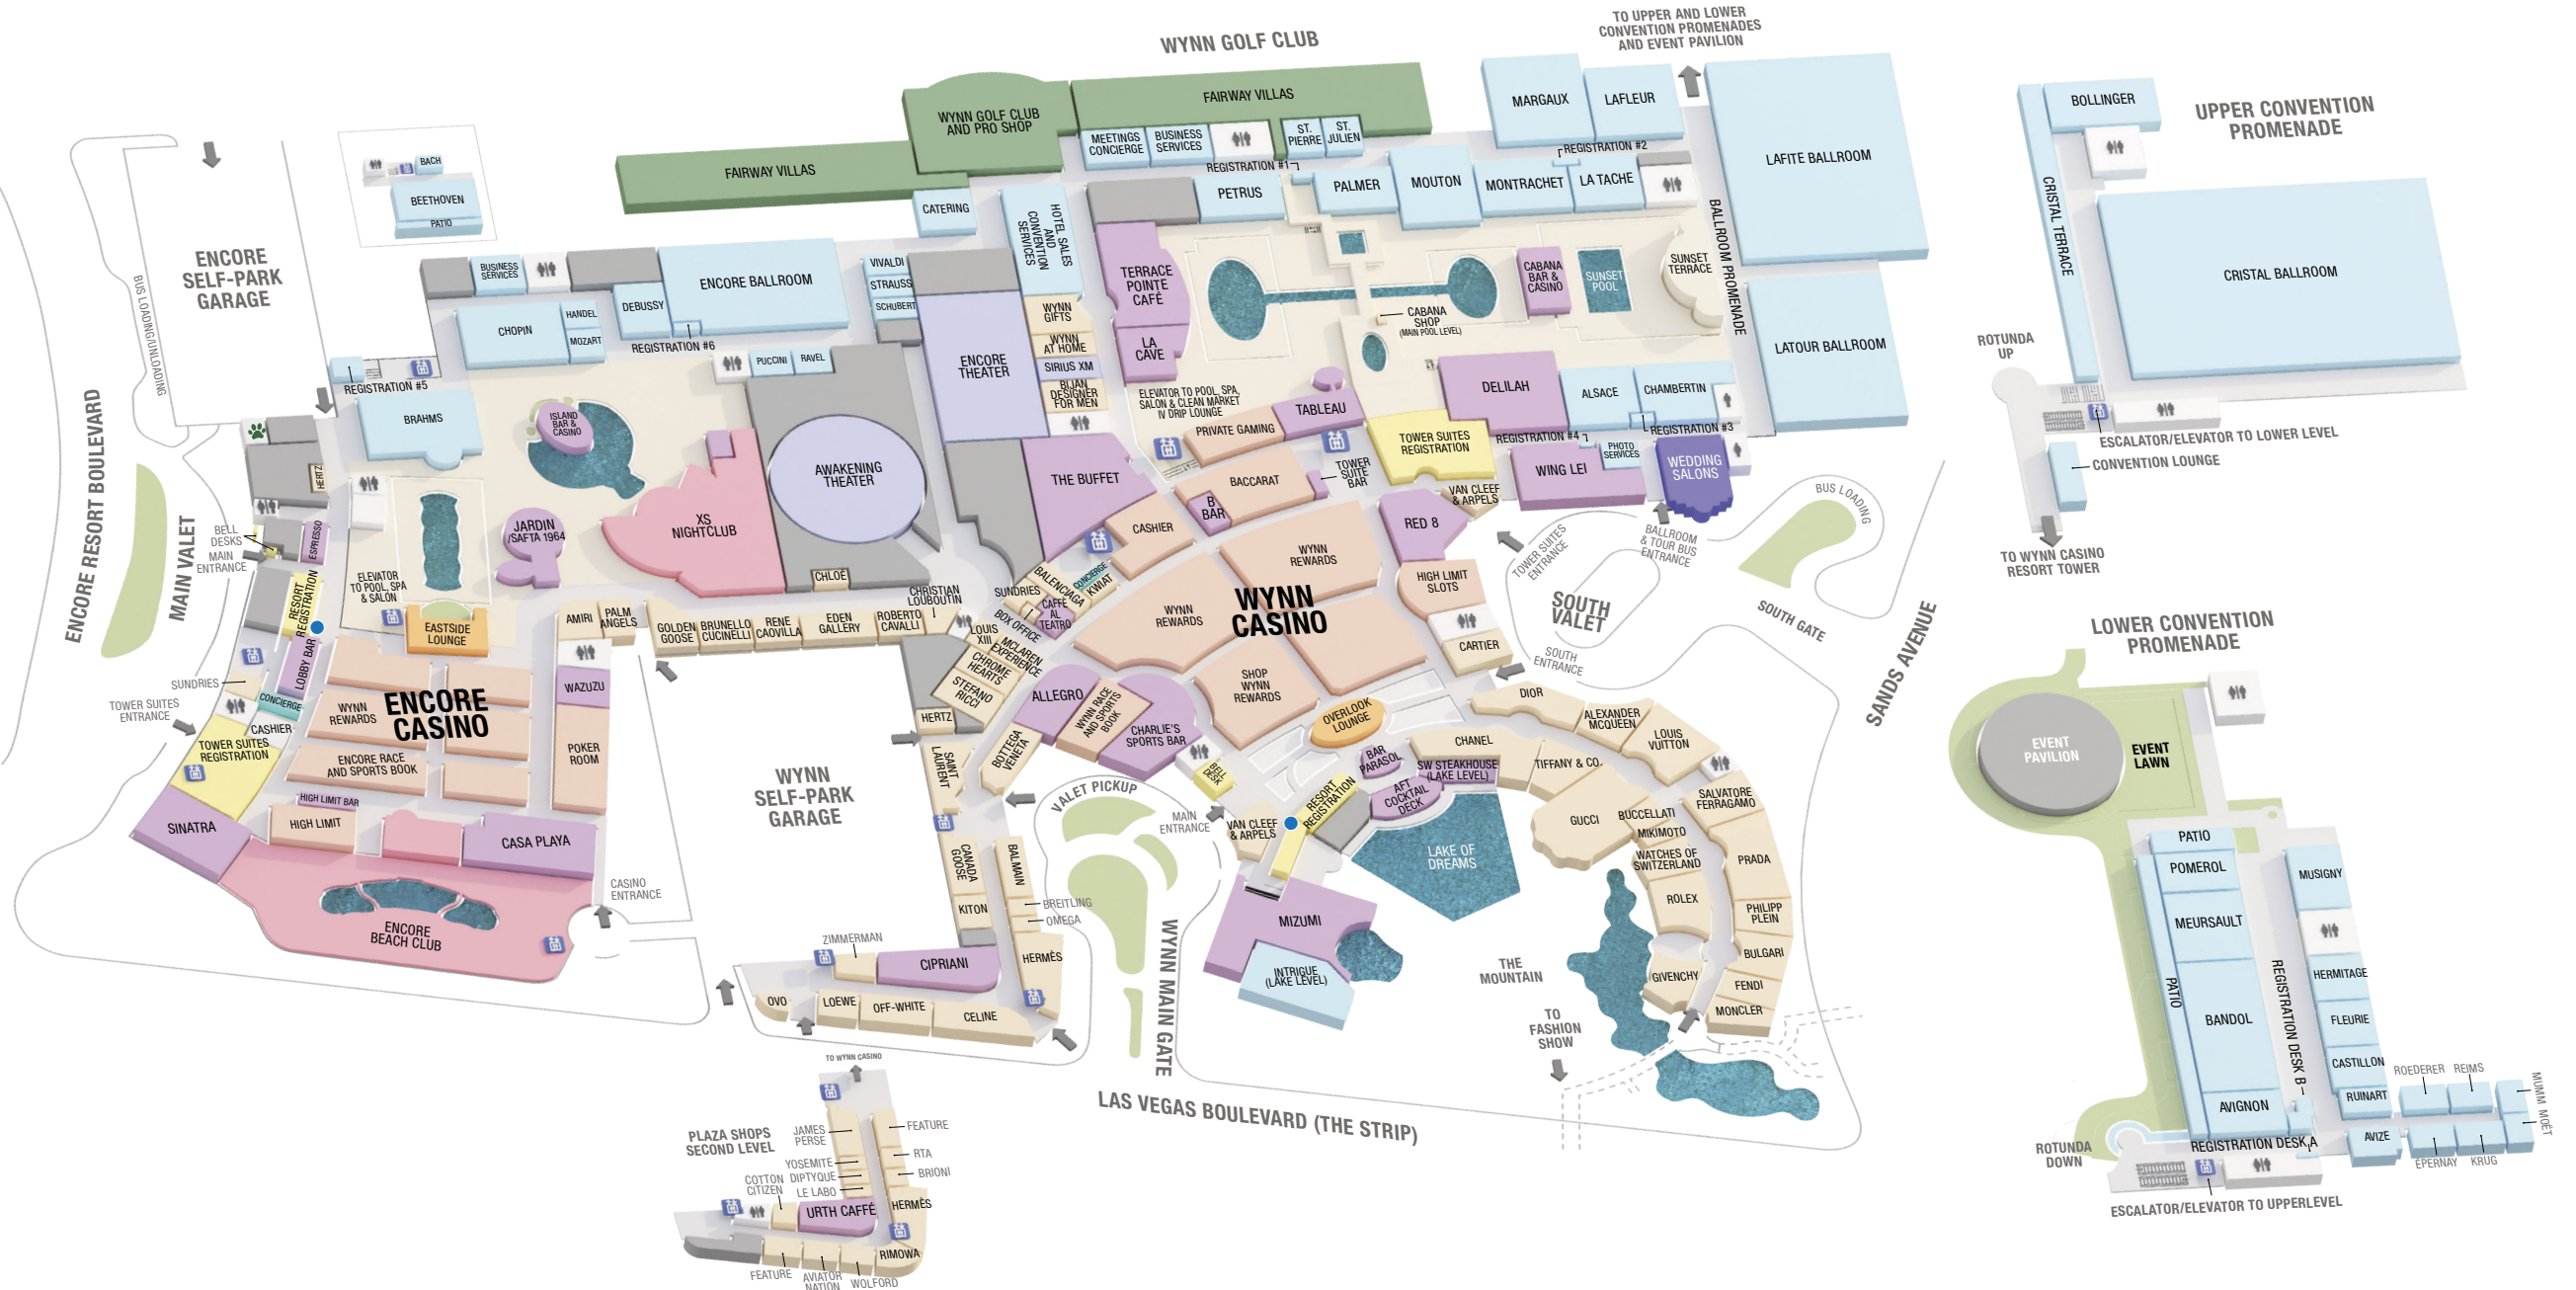 WYNN GOLF CLUB
TO UPPER AND LOWER
CONVENTION PROMENADES
AND EVENT PAVILION
FAIRWAY VILLAS
WYNN GOLF CLUB
AND PRO SHOP
FAIRWAY VILLAS
MEETINGS
CONCIERGE
BUSINESS
SERVICES
ST.
PIERRE
ST.
JULIEN
REGISTRATION #1
MARGAUX
LAFLEUR
REGISTRATION #2
LAFITE BALLROOM
CATERING
HOTEL SALES
AND
CONVENTION
SERVICES
PETRUS
PALMER
MOUTON
MONTRACHET
LA TACHE
BALLROOM PROMENADE
LATOUR BALLROOM
TERRACE
POINTE
CAFÉ
LA
CAVE
CABANA
BAR &
CASINO
SUNSET
POOL
SUNSET
TERRACE
CABANA
SHOP
(MAIN POOL LEVEL)
DELILAH
ALSACE
CHAMBERTIN
REGISTRATION #4
REGISTRATION #3
PHOTO
SERVICES
WEDDING
SALONS
WING LEI
TOWER SUITES
REGISTRATION
VAN CLEEF
& ARPELS
RED 8
ELEVATOR TO POOL, SPA,
SALON & CLEAN MARKET
IV DRIP LOUNGE
PRIVATE GAMING
TABLEAU
BACCARAT
TOWER
SUITE
BAR
B
BAR
CASHIER
THE BUFFET
WYNN
GIFTS
WYNN
AT HOME
SIRIUS XM
BIJAN
DESIGNER
FOR MEN
ENCORE
THEATER
VIVALDI
STRAUSS
SCHUBERT
ENCORE BALLROOM
DEBUSSY
REGISTRATION #6
BUSINESS
SERVICES
CHOPIN
HANDEL
MOZART
PUCCINI
RAVEL
BACH
BEETHOVEN
PATIO
ENCORE
SELF-PARK
GARAGE
BUS LOADING/UNLOADING
ENCORE RESORT BOULEVARD
MAIN VALET
REGISTRATION #5
BRAHMS
ISLAND
BAR &
CASINO
AWAKENING
THEATER
XS
NIGHTCLUB
JARDIN
/SAFTA 1964
HERTZ
BELL
DESKS
MAIN
ENTRANCE
ESPRESSO
RESORT
REGISTRATION
ELEVATOR
TO POOL, SPA
& SALON
EASTSIDE
LOUNGE
LOBBY BAR
SUNDRIES
CONCIERGE
CASHIER
TOWER SUITES
ENTRANCE
TOWER SUITES
REGISTRATION
WYNN
REWARDS
ENCORE
CASINO
ENCORE RACE
AND SPORTS BOOK
HIGH LIMIT BAR
HIGH LIMIT
SINATRA
CASA PLAYA
ENCORE
BEACH CLUB
CASINO
ENTRANCE
WAZUZU
POKER
ROOM
AMIRI
PALM
ANGELS
GOLDEN
GOOSE
BRUNELLO
CUCINELLI
RENE
CAOVILLA
EDEN
GALLERY
ROBERTO
CAVALLI
CHRISTIAN
LOUBOUTIN
CHLOÉ
SUNDRIES
BALENCIAGA
CONCIERGE
KWIAT
CAFFÈ
AL
TEATRO
BOX OFFICE
LOUIS
XIII
MCLAREN
EXPERIENCE
CHROME
HEARTS
STEFANO
RICCI
HERTZ
ALLEGRO
WYNN RACE
AND SPORTS
BOOK
CHARLIE'S
SPORTS BAR
SAINT
LAURENT
BOTTEGA
VENETA
WYNN
SELF-PARK
GARAGE
WYNN
REWARDS
WYNN
REWARDS
WYNN
CASINO
SHOP
WYNN
REWARDS
HIGH LIMIT
SLOTS
CARTIER
TOWER SUITES
ENTRANCE
BALLROOM
& TOUR BUS
ENTRANCE
BUS LOADING
SOUTH
VALET
SOUTH GATE
SOUTH
ENTRANCE
SANDS AVENUE
OVERLOOK
LOUNGE
BELL
DESK
VALET PICKUP
MAIN
ENTRANCE
VAN CLEEF
& ARPELS
RESORT
REGISTRATION
BAR
PARASOL
SW STEAKHOUSE
(LAKE LEVEL)
AFT
COCKTAIL
DECK
LAKE OF
DREAMS
MIZUMI
INTRIGUE
(LAKE LEVEL)
THE
MOUNTAIN
TO
FASHION
SHOW
DIOR
ALEXANDER
MCQUEEN
LOUIS
VUITTON
CHANEL
TIFFANY & CO.
SALVATORE
FERRAGAMO
GUCCI
BUCCELLATI
MIKIMOTO
WATCHES OF
SWITZERLAND
PRADA
ROLEX
PHILIPP
PLEIN
BULGARI
GIVENCHY
FENDI
MONCLER
CANADA
GOOSE
BALMAIN
BREITLING
OMEGA
KITON
HERMÈS
ZIMMERMAN
CIPRIANI
OVO
LOEWE
OFF-WHITE
CELINE
WYNN MAIN GATE
LAS VEGAS BOULEVARD (THE STRIP)
TO WYNN CASINO
PLAZA SHOPS
SECOND LEVEL
JAMES
PERSE
FEATURE
YOSEMITE
RTA
DIPTYQUE
BRIONI
COTTON
CITIZEN
LE LABO
URTH CAFFÉ
HERMÈS
RIMOWA
FEATURE
AVIATOR
NATION
WOLFORD
UPPER CONVENTION
PROMENADE
BOLLINGER
CRISTAL TERRACE
CRISTAL BALLROOM
ROTUNDA
UP
ESCALATOR/ELEVATOR TO LOWER LEVEL
CONVENTION LOUNGE
TO WYNN CASINO
RESORT TOWER
LOWER CONVENTION
PROMENADE
EVENT
PAVILION
EVENT
LAWN
PATIO
POMEROL
MEURSAULT
PATIO
BANDOL
AVIGNON
REGISTRATION DESK B
MUSIGNY
HERMITAGE
FLEURIE
CASTILLON
RUINART
ROEDERER
REIMS
MUMM
MOËT
AVIZE
EPERNAY
KRUG
REGISTRATION DESK A
ROTUNDA
DOWN
ESCALATOR/ELEVATOR TO UPPERLEVEL